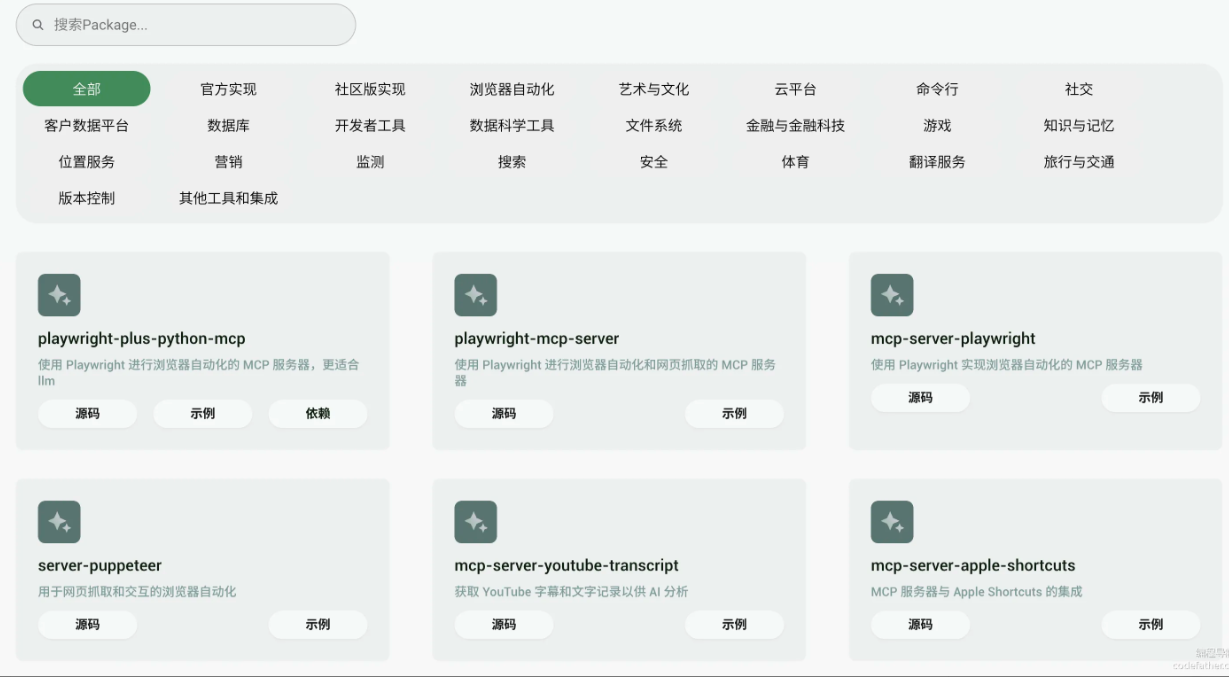 搜索Package...
全部 官方实现 社区版实现 浏览器自动化 艺术与文化 云平台 命令行 社交
客户数据平台 数据库 开发者工具 数据科学工具 文件系统 金融与金融科技 游戏 知识与记忆
位置服务 营销 监测 搜索 安全 体育 翻译服务 旅行与交通
版本控制 其他工具和集成
playwright-plus-python-mcp
使用 Playwright 进行浏览器自动化的 MCP 服务器，更适合
llm
源码 示例 依赖
playwright-mcp-server
使用 Playwright 进行浏览器自动化和网页抓取的 MCP 服务
器
源码 示例
mcp-server-playwright
使用 Playwright 实现浏览器自动化的 MCP 服务器
源码 示例
server-puppeteer
用于网页抓取和交互的浏览器自动化
源码 示例
mcp-server-youtube-transcript
获取 YouTube 字幕和文字记录以供 AI 分析
源码 示例
mcp-server-apple-shortcuts
MCP 服务器与 Apple Shortcuts 的集成
源码 示例